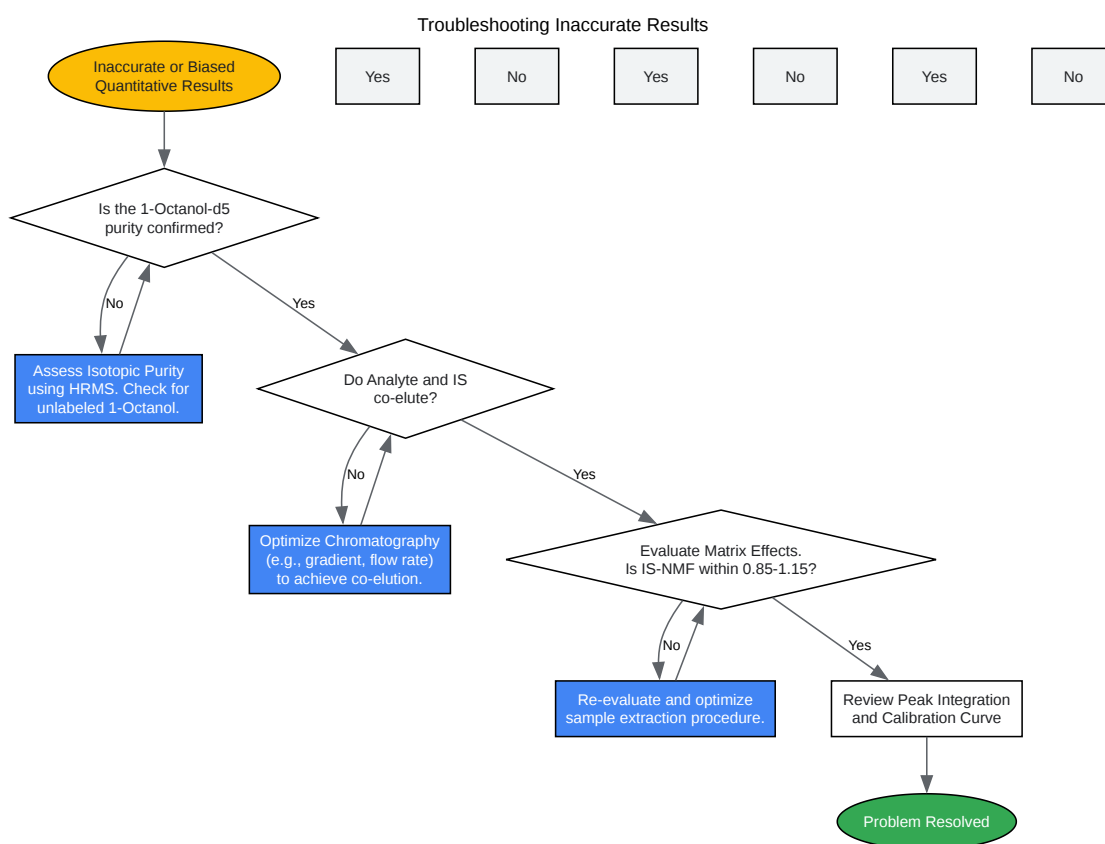 Troubleshooting Inaccurate Results
Inaccurate or Biased
Quantitative Results
Yes
No
Yes
No
Yes
No
Is the 1-Octanol-d5
purity confirmed?
No
Yes
Assess Isotopic Purity
using HRMS. Check for
unlabeled 1-Octanol.
Do Analyte and IS
co-elute?
No
Yes
Optimize Chromatography
(e.g., gradient, flow rate)
to achieve co-elution.
Evaluate Matrix Effects.
Is IS-NMF within 0.85-1.15?
No
Yes
Re-evaluate and optimize
sample extraction procedure.
Review Peak Integration
and Calibration Curve
Problem Resolved